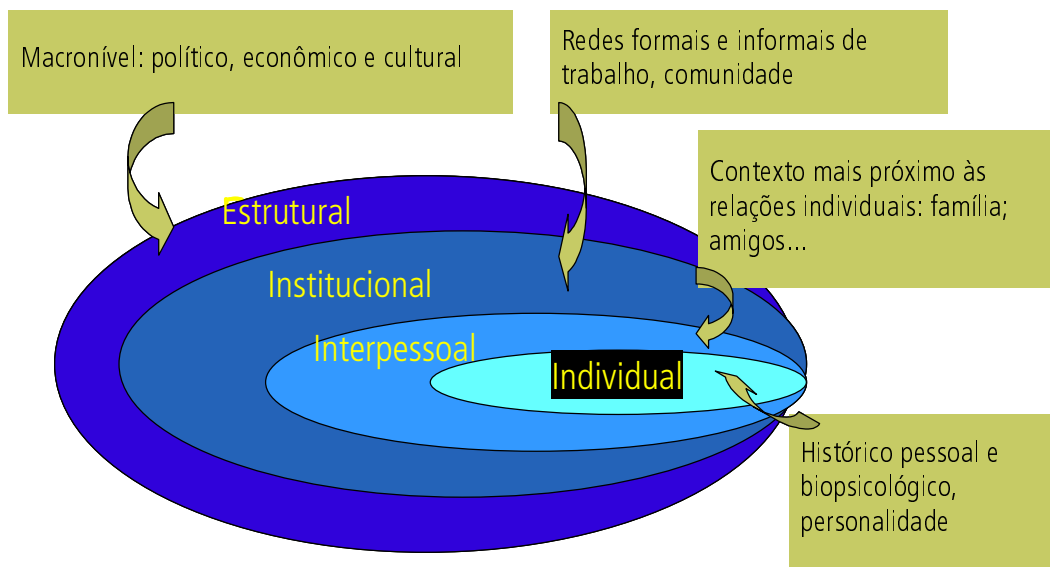 Macronível: político, econômico e cultural
Redes formais e informais de
trabalho, comunidade
Contexto mais próximo às
relações individuais: família;
amigos...
Estrutural
Institucional
Interpessoal
Individual
Histórico pessoal e
biopsicológico,
personalidade